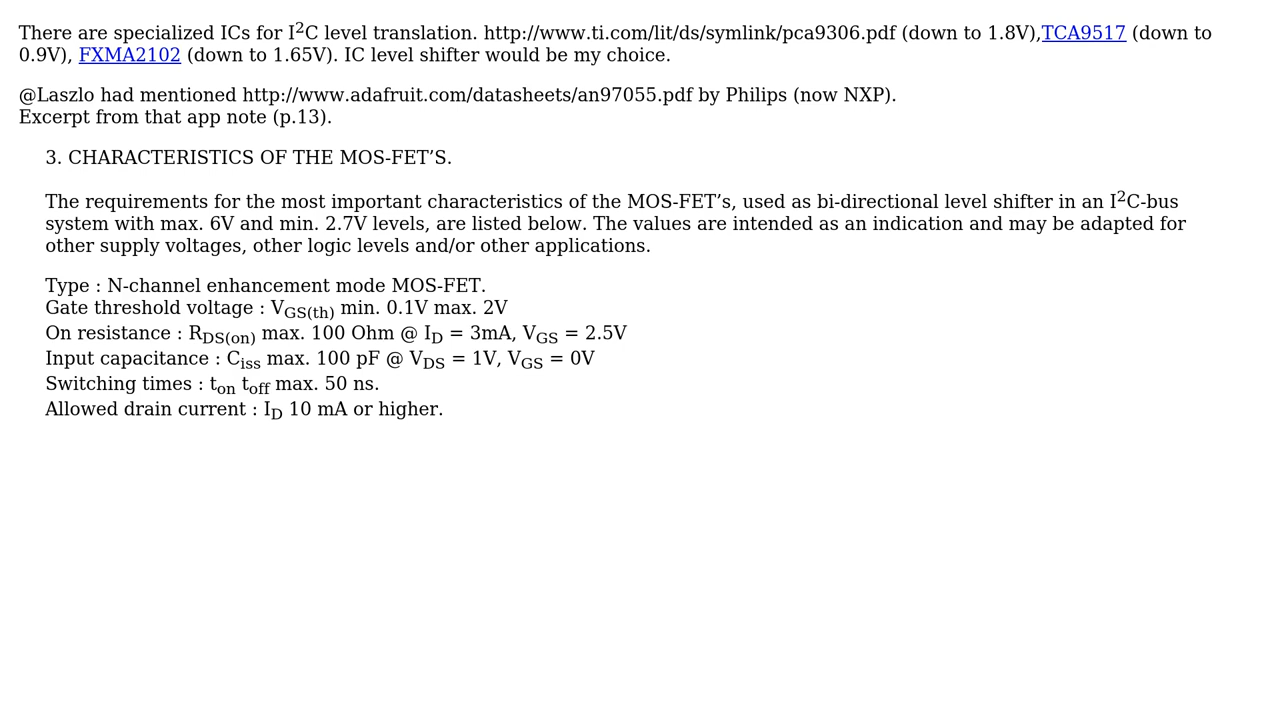 There are specialized ICs for I²C level translation. http://www.ti.com/lit/ds/symlink/pca9306.pdf (down to 1.8V),TCA9517 (down to
0.9V), FXMA2102 (down to 1.65V). IC level shifter would be my choice.
@Laszlo had mentioned http://www.adafruit.com/datasheets/an97055.pdf by Philips (now NXP).
Excerpt from that app note (p.13).
3. CHARACTERISTICS OF THE MOS-FET’S.
The requirements for the most important characteristics of the MOS-FET’s, used as bi-directional level shifter in an I²C-bus
system with max. 6V and min. 2.7V levels, are listed below. The values are intended as an indication and may be adapted for
other supply voltages, other logic levels and/or other applications.
Type : N-channel enhancement mode MOS-FET.
Gate threshold voltage : VGS(th) min. 0.1V max. 2V
On resistance : RDS(on) max. 100 Ohm @ ID = 3mA, VGS = 2.5V
Input capacitance : Ciss max. 100 pF @ VDS = 1V, VGS = 0V
Switching times : ton toff max. 50 ns.
Allowed drain current : ID 10 mA or higher.